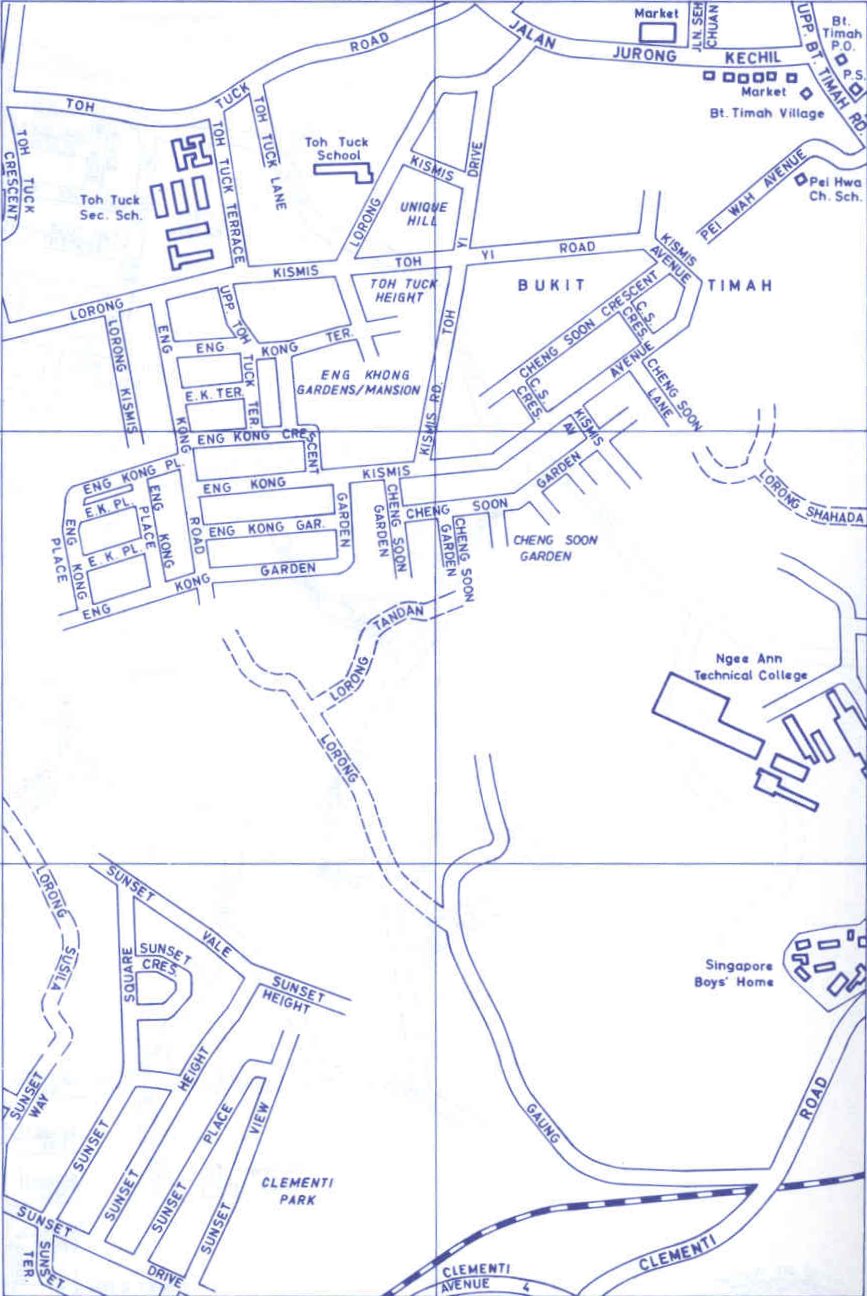 Market
JLN. SEH
CHUAN
UPP. BT. TIMAH RD.
Bt.
Timah
P.O.
P.S.
JALAN
JURONG KECHIL
Market
Bt. Timah Village
ROAD
TOH
TUCK
TOH TUCK
CRESCENT
TOH TUCK TERRACE
TOH TUCK LANE
Toh Tuck
School
Toh Tuck
Sec. Sch.
KISMIS
DRIVE
UNIQUE
HILL
LORONG
PEI WAH AVENUE
Pei Hwa
Ch. Sch.
KISMIS
TOH
YI
YI
ROAD
KISMIS
AVENUE
TOH TUCK
HEIGHT
BUKIT TIMAH
LORONG
LORONG KISMIS
ENG
UPP. TOH
TUCK TER.
TOH
ENG KONG TER.
E.K. TER.
ENG KHONG
GARDENS/MANSION
CHENG SOON CRESCENT
C.S.
CRES.
C.S.
CRES.
AVENUE
CHENG SOON
LANE
KISMIS RD.
KISMIS
AV.
KONG
ENG KONG CRESCENT
ENG KONG PL.
KISMIS
GARDEN
LORONG SHAHADA
E.K. PL.
ENG KONG
PLACE
ENG KONG
GARDEN
CHENG SOON
GARDEN
CHENG SOON
ENG KONG
PLACE
ROAD
ENG KONG GAR.
CHENG SOON
GARDEN
CHENG SOON
GARDEN
E.K. PL.
ENG KONG GARDEN
LORONG TANDAN
Ngee Ann
Technical College
LORONG
LORONG
SUSILA
SUNSET
VALE
SUNSET
CRES.
SQUARE
SUNSET
HEIGHT
Singapore
Boys' Home
SUNSET
WAY
HEIGHT
SUNSET
SUNSET
SUNSET
PLACE
SUNSET
VIEW
GAUNG
ROAD
CLEMENTI
PARK
SUNSET
SUNSET
TER.
DRIVE
CLEMENTI
AVENUE 4
CLEMENTI